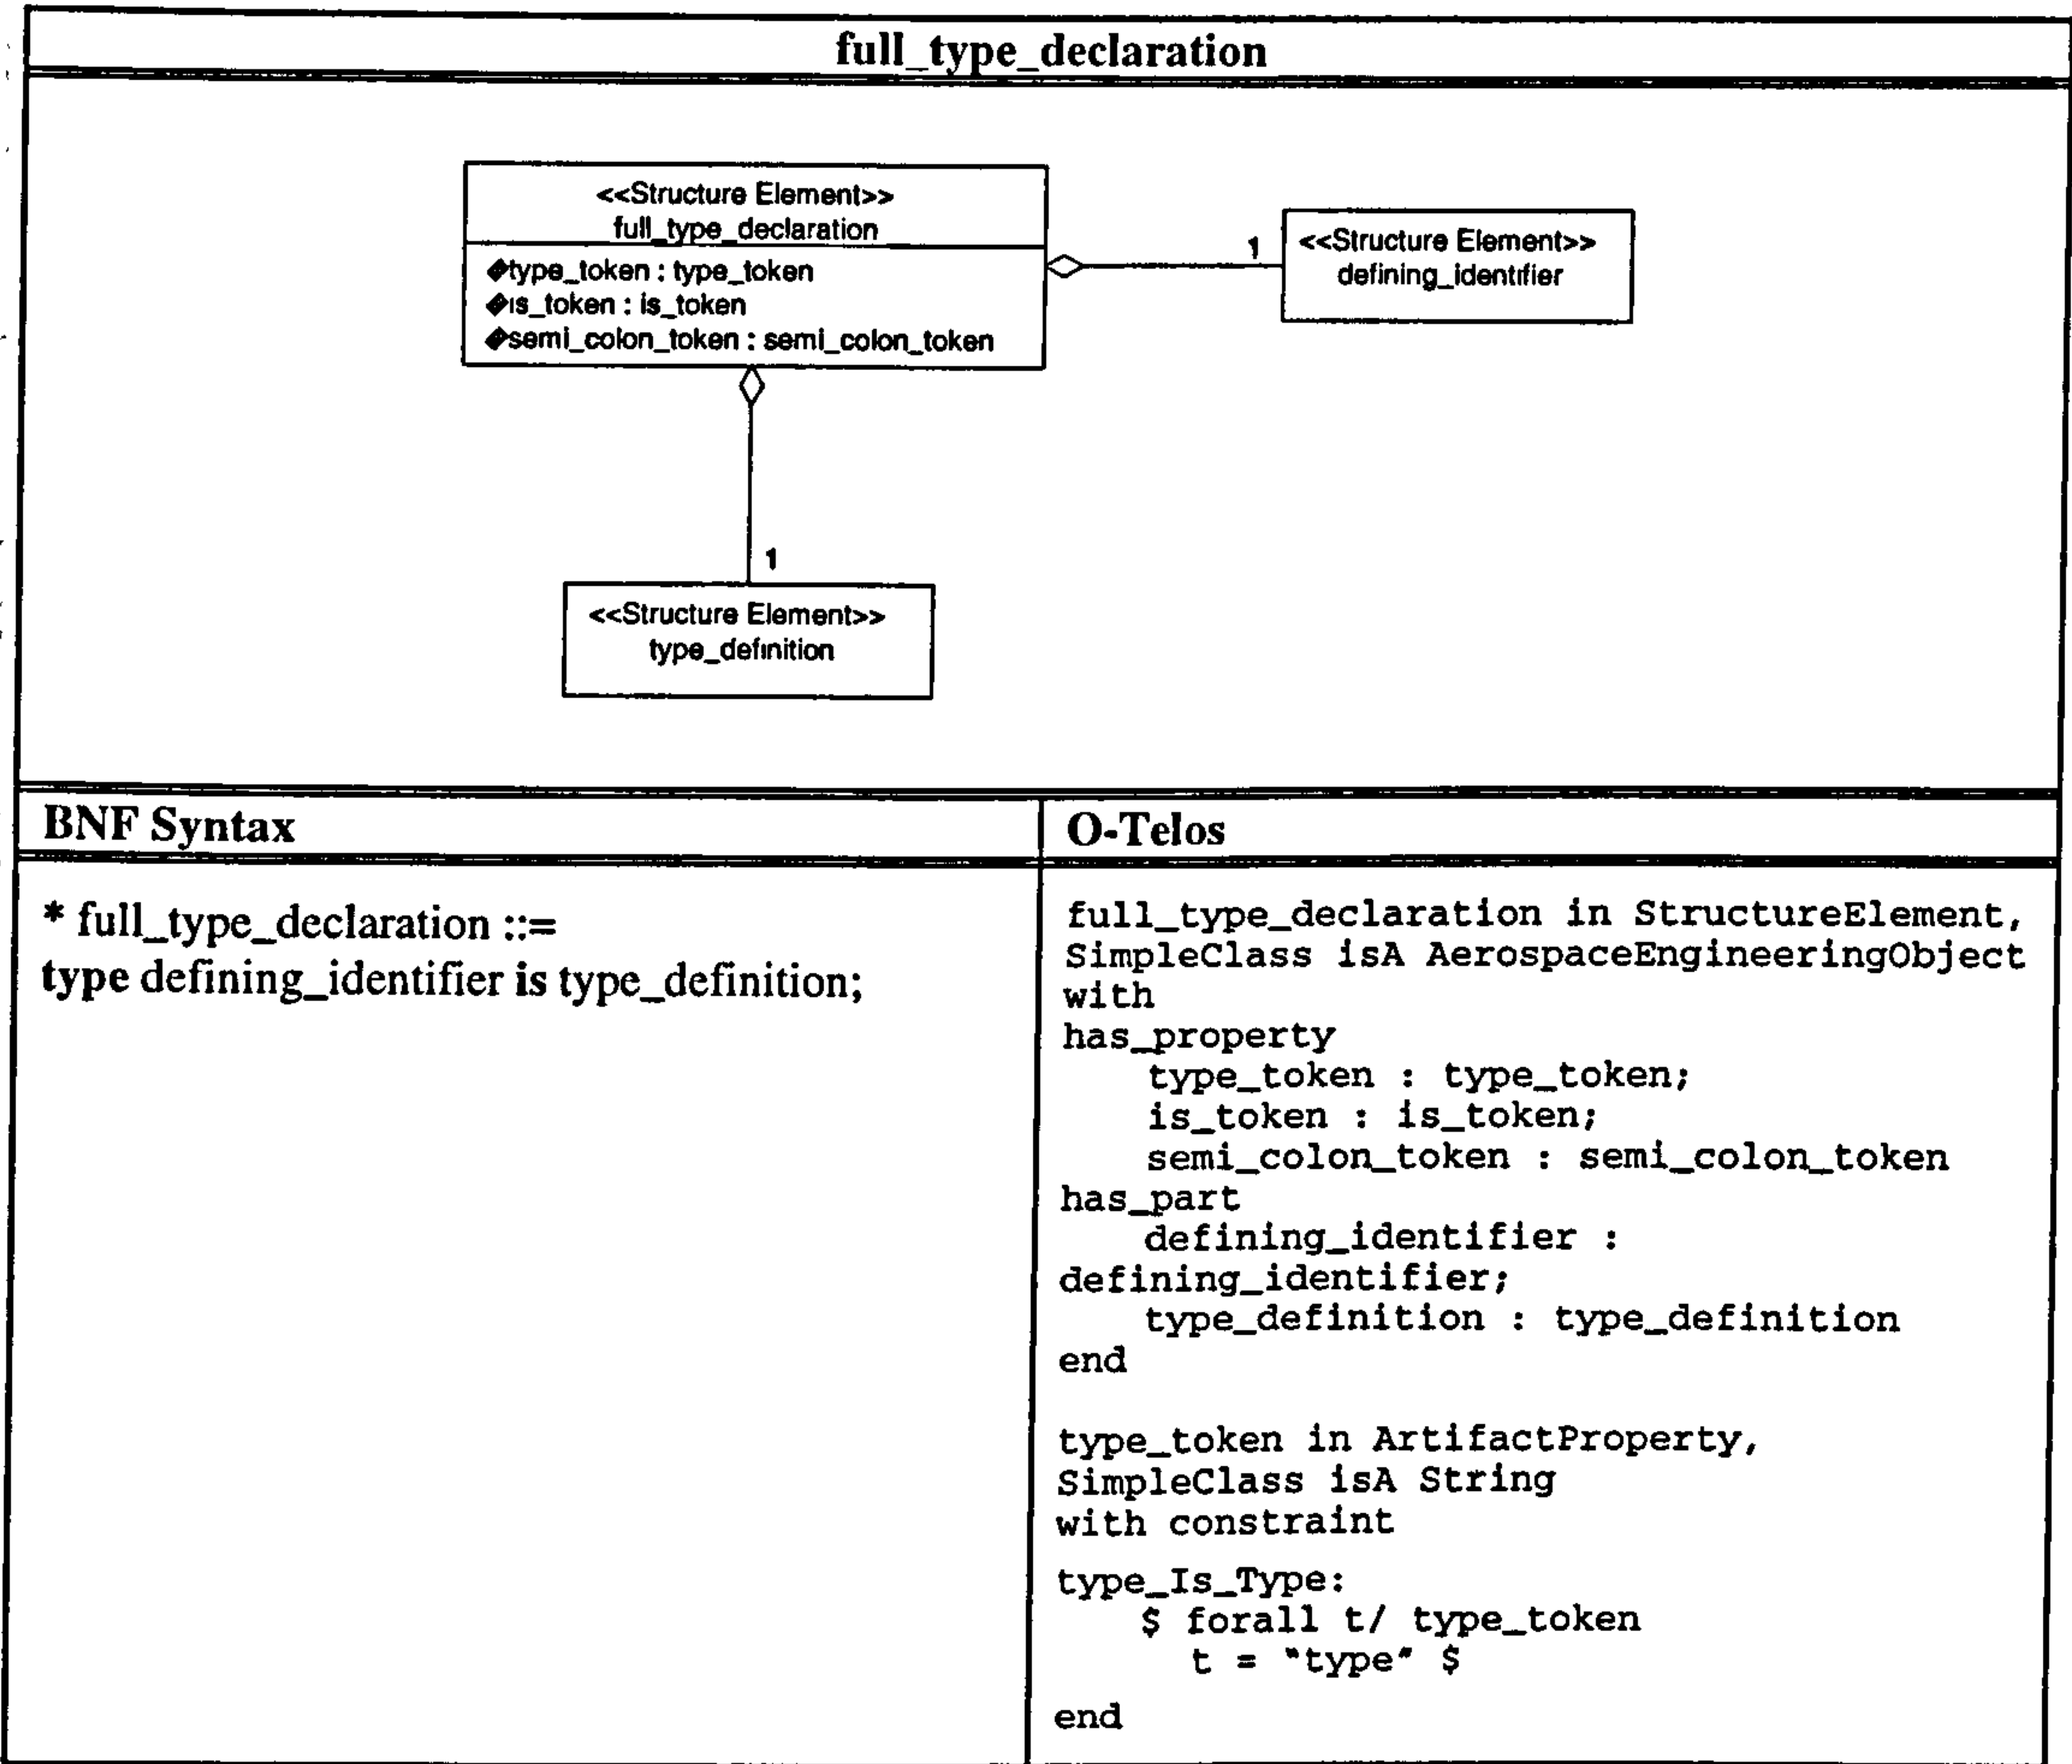 full_type_declaration
<<Structure Element>>
full_type_declaration
type_token : type_token
is_token : is_token
semi_colon_token : semi_colon_token
1
<<Structure Element>>
defining_identifier
1
<<Structure Element>>
type_definition
BNF Syntax
* full_type_declaration ::=
type defining_identifier is type_definition;
O-Telos
full_type_declaration in StructureElement,
SimpleClass isA AerospaceEngineeringObject
with
has_property
type_token : type_token;
is_token : is_token;
semi_colon_token : semi_colon_token
has_part
defining_identifier :
defining_identifier;
type_definition : type_definition
end
type_token in ArtifactProperty,
SimpleClass isA String
with constraint
type_Is_Type:
$ forall t/ type_token
t = "type" $
end